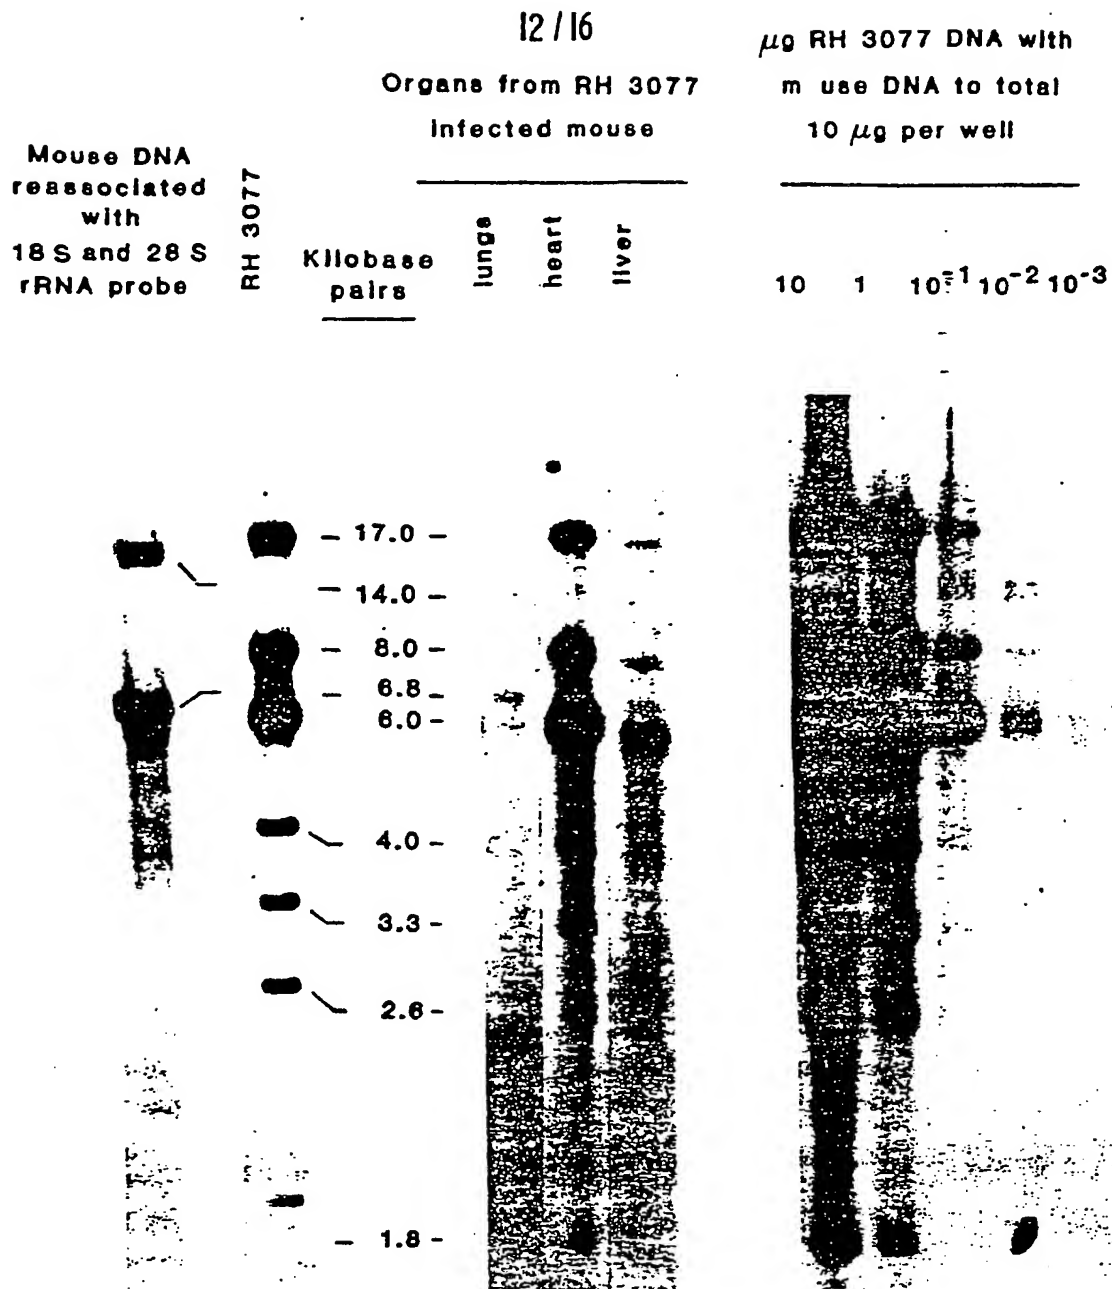 12/16
Organs from RH 3077
infected mouse
μg RH 3077 DNA with
m use DNA to total
10 μg per well
Mouse DNA
reassociated
with
18 S and 28 S
rRNA probe
RH 3077
Kilobase
pairs
lungs
heart
liver
10 1 10⁻¹ 10⁻² 10⁻³
– 17.0 –
– 14.0 –
– 8.0 –
– 6.8 –
6.0 –
4.0 –
3.3 –
2.6 –
– 1.8 –